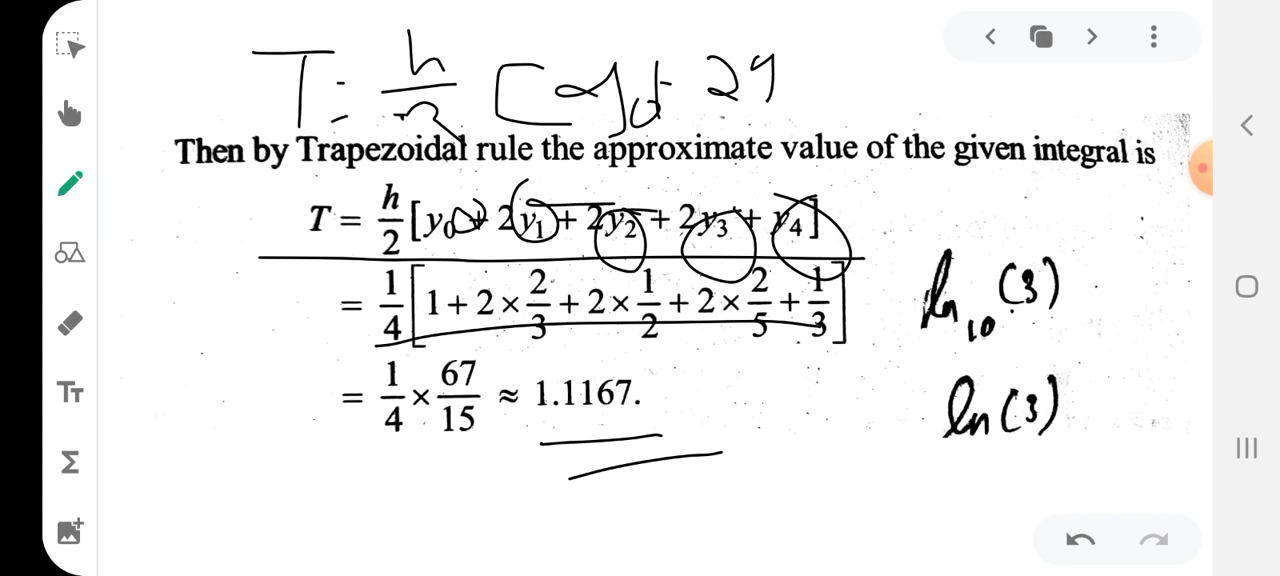 T = h/2 [
Then by Trapezoidal rule the approximate value of the given integral is
T = h/2 [y₀ + 2y₁ + 2y₂ + 2y₃ + y₄]
= 1/4 [1 + 2 × 2/3 + 2 × 1/2 + 2 × 2/5 + 1/3]
= 1/4 × 67/15 ≈ 1.1167.
ln₁₀ (3)
ln (3)
TT
Σ